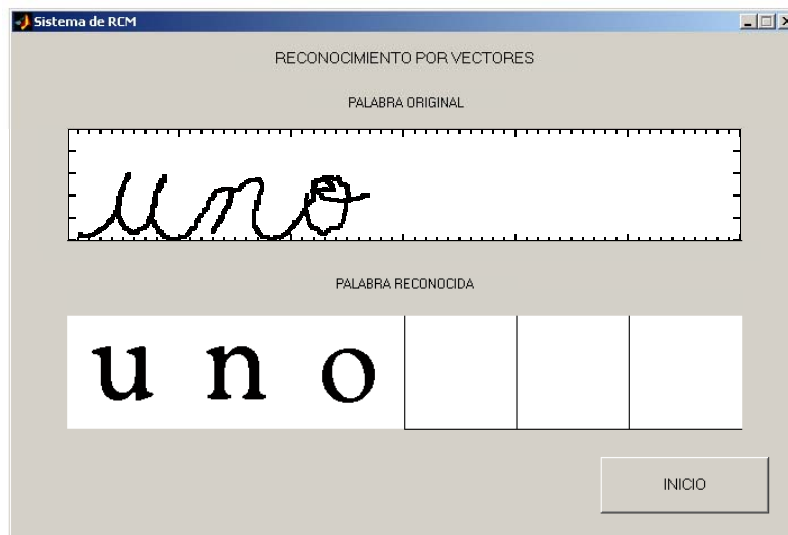 Sistema de RCM
RECONOCIMIENTO POR VECTORES
PALABRA ORIGINAL
uno
PALABRA RECONOCIDA
u n o
INICIO